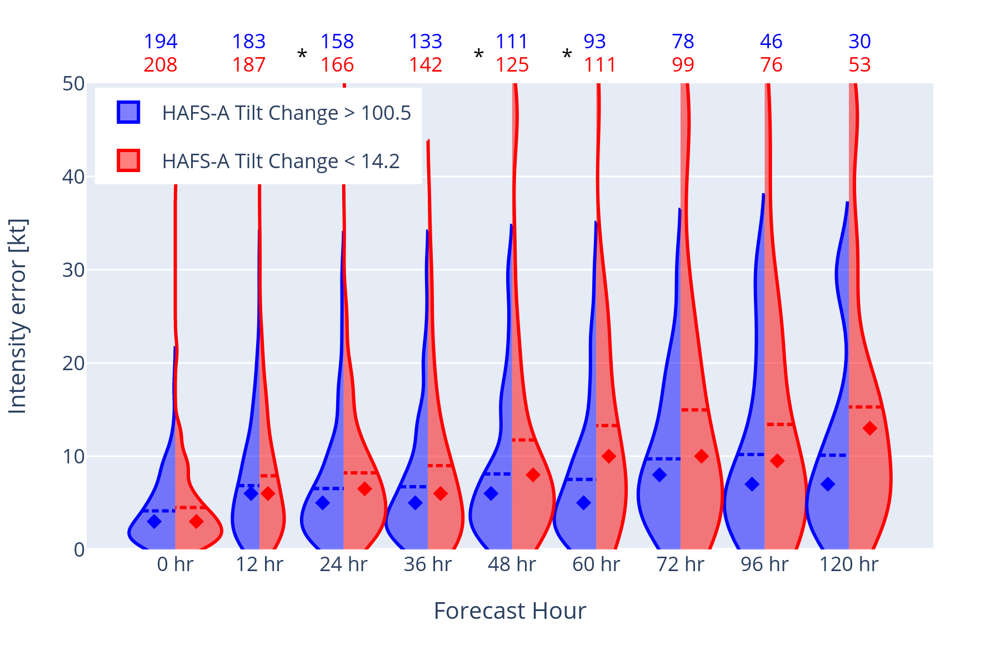 194 183 158 133 111 93 78 46 30
* * *
208 187 166 142 125 111 99 76 53
50
HAFS-A Tilt Change > 100.5
HAFS-A Tilt Change < 14.2
40
30
20
10
0
Intensity error [kt]
0 hr 12 hr 24 hr 36 hr 48 hr 60 hr 72 hr 96 hr 120 hr
Forecast Hour